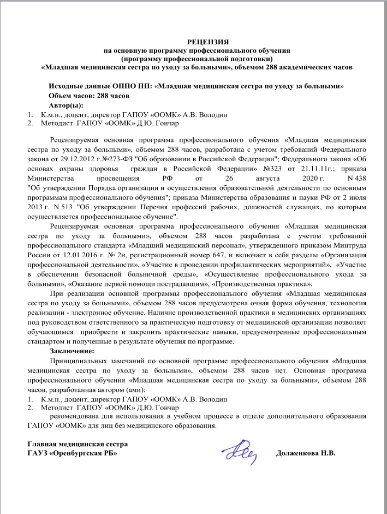 РЕЦЕНЗИЯ
на основную программу профессионального обучения
(программу профессиональной подготовки)
«Младшая медицинская сестра по уходу за больными», объемом 288 академических часов
Исходные данные ОППО ПП: «Младшая медицинская сестра по уходу за больными»
Объем часов: 288 часов
Автор(ы):
1. К.м.н., доцент, директор ГАПОУ «ООМК» А.В. Володин
2. Методист ГАПОУ «ООМК» Д.Ю. Гончар
Рецензируемая основная программа профессионального обучения «Младшая медицинская
сестра по уходу за больными», объемом 288 часов, разработана с учетом требований Федерального
закона от 29.12.2012 г.№273-ФЗ "Об образовании в Российской Федерации"; Федерального закона «Об
основах охраны здоровья граждан в Российской Федерации» №323 от 21.11.11г.; приказа
Министерства просвещения РФ от 26 августа 2020 г. N 438
"Об утверждении Порядка организации и осуществления образовательной деятельности по основным
программам профессионального обучения"; приказа Министерства образования и науки РФ от 2 июля
2013 г. N 513 "Об утверждении Перечня профессий рабочих, должностей служащих, по которым
осуществляется профессиональное обучение".
Рецензируемая основная программа профессионального обучения «Младшая медицинская
сестра по уходу за больными», объемом 288 часов разработана с учетом требований
профессионального стандарта «Младший медицинский персонал», утвержденного приказом Минтруда
России от 12.01.2016 г. № 2н, регистрационный номер 647, и включает в себя разделы «Организация
профессиональной деятельности», «Участие в проведении профилактических мероприятий», «Участие
в обеспечении безопасной больничной среды», «Осуществление профессионального ухода за
больными», «Оказание первой помощи пострадавшим», «Производственная практика».
При реализации основной программы профессионального обучения «Младшая медицинская
сестра по уходу за больными», объемом 288 часов предусмотрена очная форма обучения, технология
реализации - электронное обучение. Наличие производственной практики в медицинских организациях
под руководством ответственного за практическую подготовку от медицинской организации позволяет
обучающимся приобрести и закрепить практические навыки, предусмотренные профессиональным
стандартом и полученные в результате обучения по программе.
Заключение:
Принципиальных замечаний по основной программе профессионального обучения «Младшая
медицинская сестра по уходу за больными», объемом 288 часов нет. Основная программа
профессионального обучения «Младшая медицинская сестра по уходу за больными», объемом 288
часов, разработанная автором (ами):
1. К.м.н., доцент, директор ГАПОУ «ООМК» А.В. Володин
2. Методист ГАПОУ «ООМК» Д.Ю. Гончар
рекомендована для использования в учебном процессе в отделе дополнительного образования
ГАПОУ «ООМК» для лиц без медицинского образования.
Главная медицинская сестра
ГАУЗ «Оренбургская РБ» Долженкова Н.В.